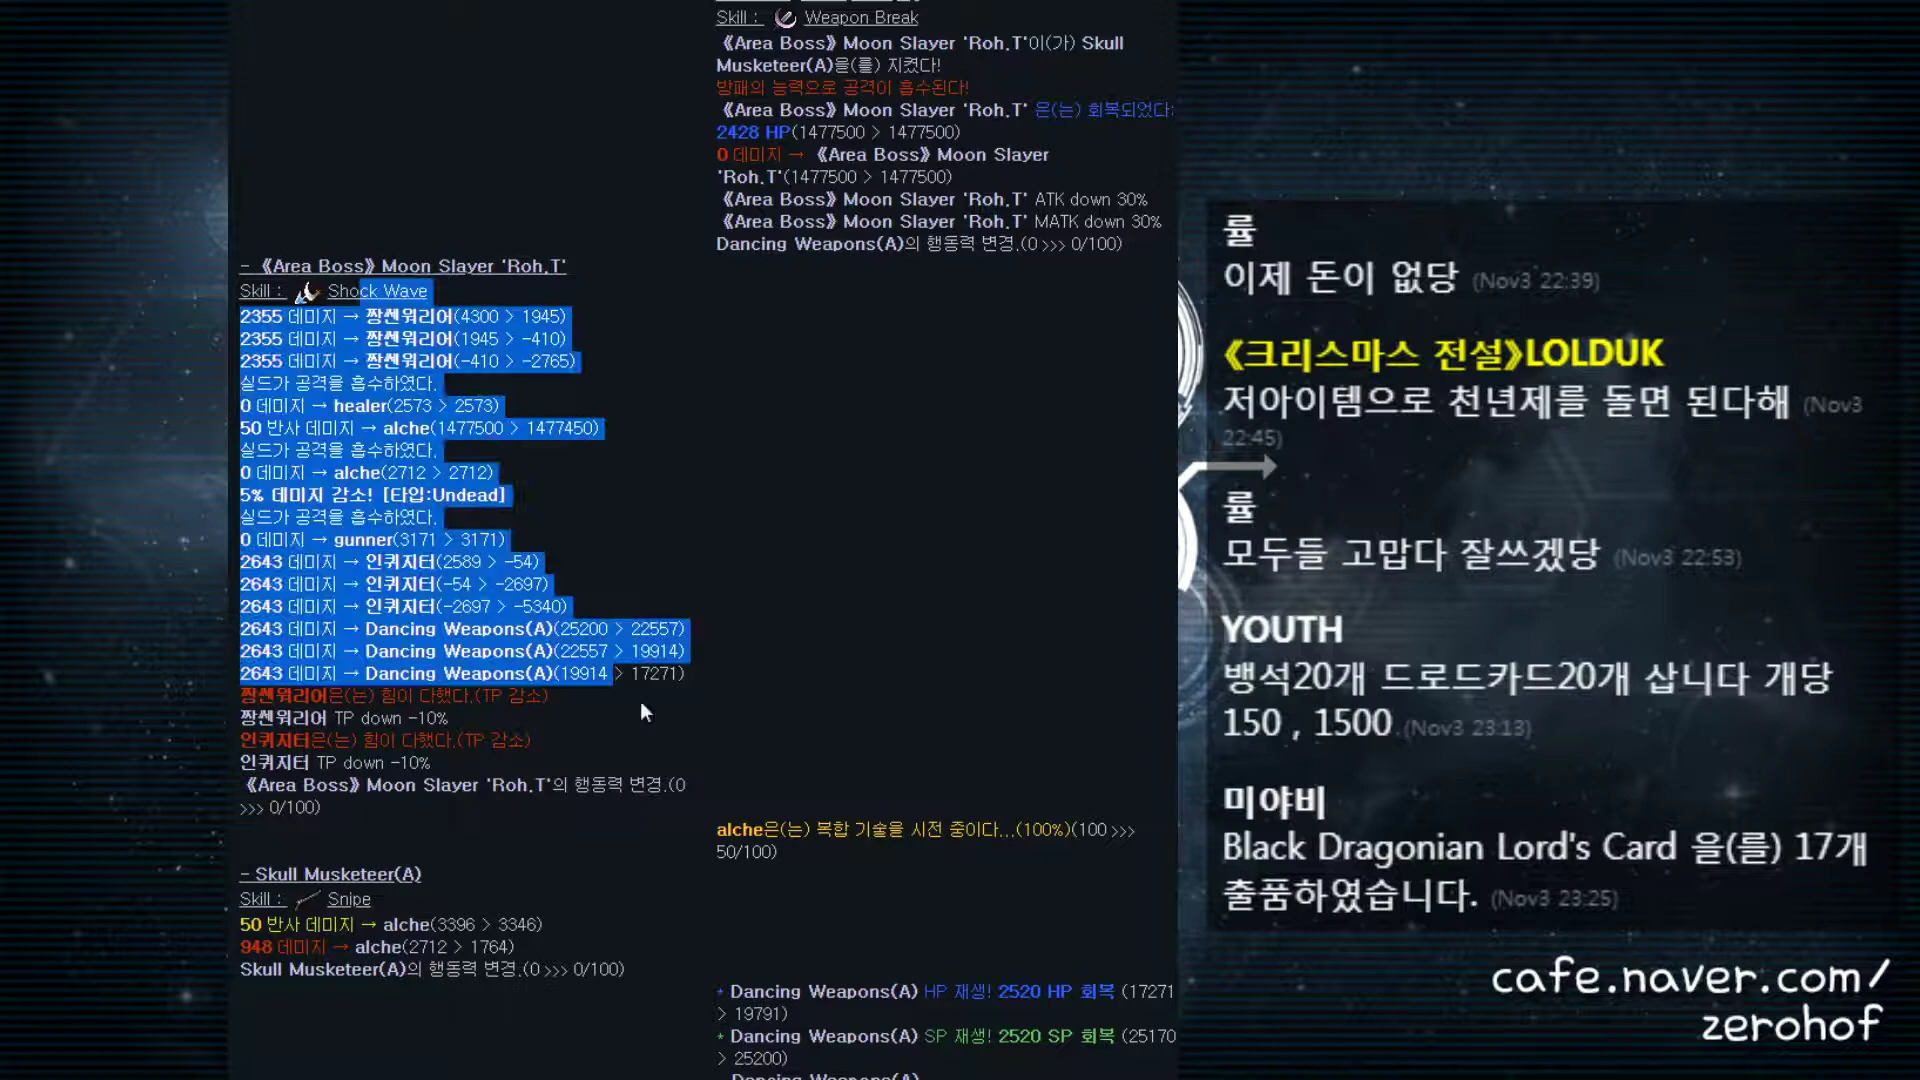 Skill : Weapon Break
《Area Boss》 Moon Slayer 'Roh.T'이(가) Skull
Musketeer(A)을(를) 지켰다!
방패의 능력으로 공격이 흡수된다!
《Area Boss》 Moon Slayer 'Roh.T' 은(는) 회복되었다
2428 HP(1477500 > 1477500)
0 데미지 → 《Area Boss》 Moon Slayer
'Roh.T'(1477500 > 1477500)
《Area Boss》 Moon Slayer 'Roh.T' ATK down 30%
《Area Boss》 Moon Slayer 'Roh.T' MATK down 30%
Dancing Weapons(A)의 행동력 변경.(0 >>> 0/100)
- 《Area Boss》 Moon Slayer 'Roh.T'
Skill : Shock Wave
2355 데미지 → 짱쎈워리어(4300 > 1945)
2355 데미지 → 짱쎈워리어(1945 > -410)
2355 데미지 → 짱쎈워리어(-410 > -2765)
실드가 공격을 흡수하였다.
0 데미지 → healer(2573 > 2573)
50 반사 데미지 → alche(1477500 > 1477450)
실드가 공격을 흡수하였다.
0 데미지 → alche(2712 > 2712)
5% 데미지 감소! [타입:Undead]
실드가 공격을 흡수하였다.
0 데미지 → gunner(3171 > 3171)
2643 데미지 → 인퀴지터(2589 > -54)
2643 데미지 → 인퀴지터(-54 > -2697)
2643 데미지 → 인퀴지터(-2697 > -5340)
2643 데미지 → Dancing Weapons(A)(25200 > 22557)
2643 데미지 → Dancing Weapons(A)(22557 > 19914)
2643 데미지 → Dancing Weapons(A)(19914 > 17271)
짱쎈워리어은(는) 힘이 다했다.(TP 감소)
짱쎈워리어 TP down -10%
인퀴지터은(는) 힘이 다했다.(TP 감소)
인퀴지터 TP down -10%
《Area Boss》 Moon Slayer 'Roh.T'의 행동력 변경.(0
>>> 0/100)
alche은(는) 복합 기술을 시전 중이다...(100%)(100 >>>
50/100)
- Skull Musketeer(A)
Skill : Snipe
50 반사 데미지 → alche(3396 > 3346)
948 데미지 → alche(2712 > 1764)
Skull Musketeer(A)의 행동력 변경.(0 >>> 0/100)
* Dancing Weapons(A) HP 재생! 2520 HP 회복 (17271
> 19791)
* Dancing Weapons(A) SP 재생! 2520 SP 회복 (25170
> 25200)
Dancing Weapons(A)
률
이제 돈이 없당 (Nov3 22:39)
《크리스마스 전설》LOLDUK
저아이템으로 천년제를 돌면 된다해 (Nov3
22:45)
률
모두들 고맙다 잘쓰겠당 (Nov3 22:53)
YOUTH
뱅석20개 드로드카드20개 삽니다 개당
150 , 1500 (Nov3 23:13)
미야비
Black Dragonian Lord's Card 을(를) 17개
출품하였습니다. (Nov3 23:25)
cafe.naver.com/
zerohof